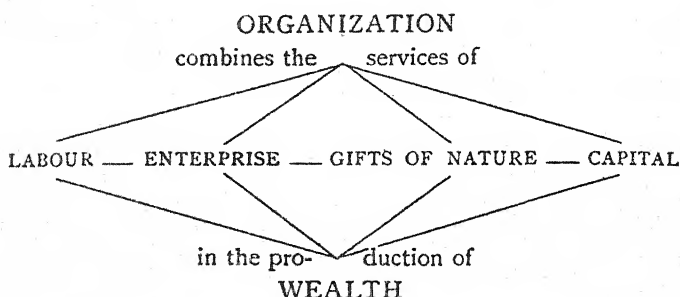 ORGANIZATION
combines the services of
LABOUR — ENTERPRISE — GIFTS OF NATURE — CAPITAL
in the pro- duction of
WEALTH